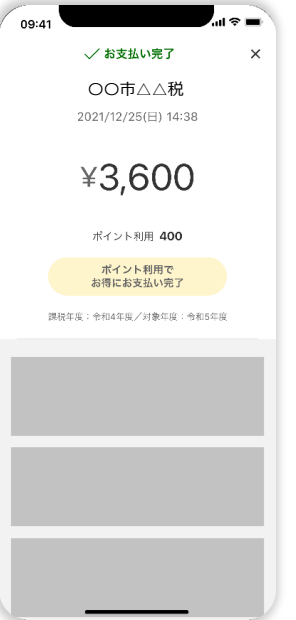 09:41
お支払い完了
〇〇市△△税
2021/12/25(日) 14:38
¥3,600
ポイント利用 400
ポイント利用で
お得にお支払い完了
課税年度：令和4年度／対象年度：令和5年度